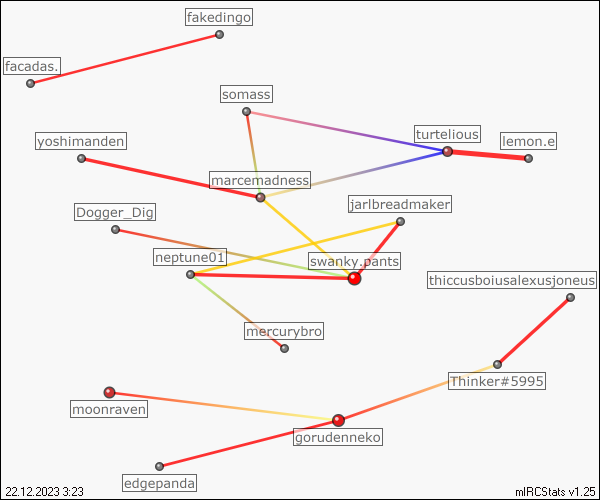 fakedingo
facadas.
somass
turtelious
yoshimanden
lemon.e
marcemadness
jarlbreadmaker
Dogger_Dig
neptune01
swanky.pants
thiccusboiusalexusjoneus
mercurybro
Thinker#5995
moonraven
gorudenneko
edgepanda
22.12.2023 3:23
mIRCStats v1.25